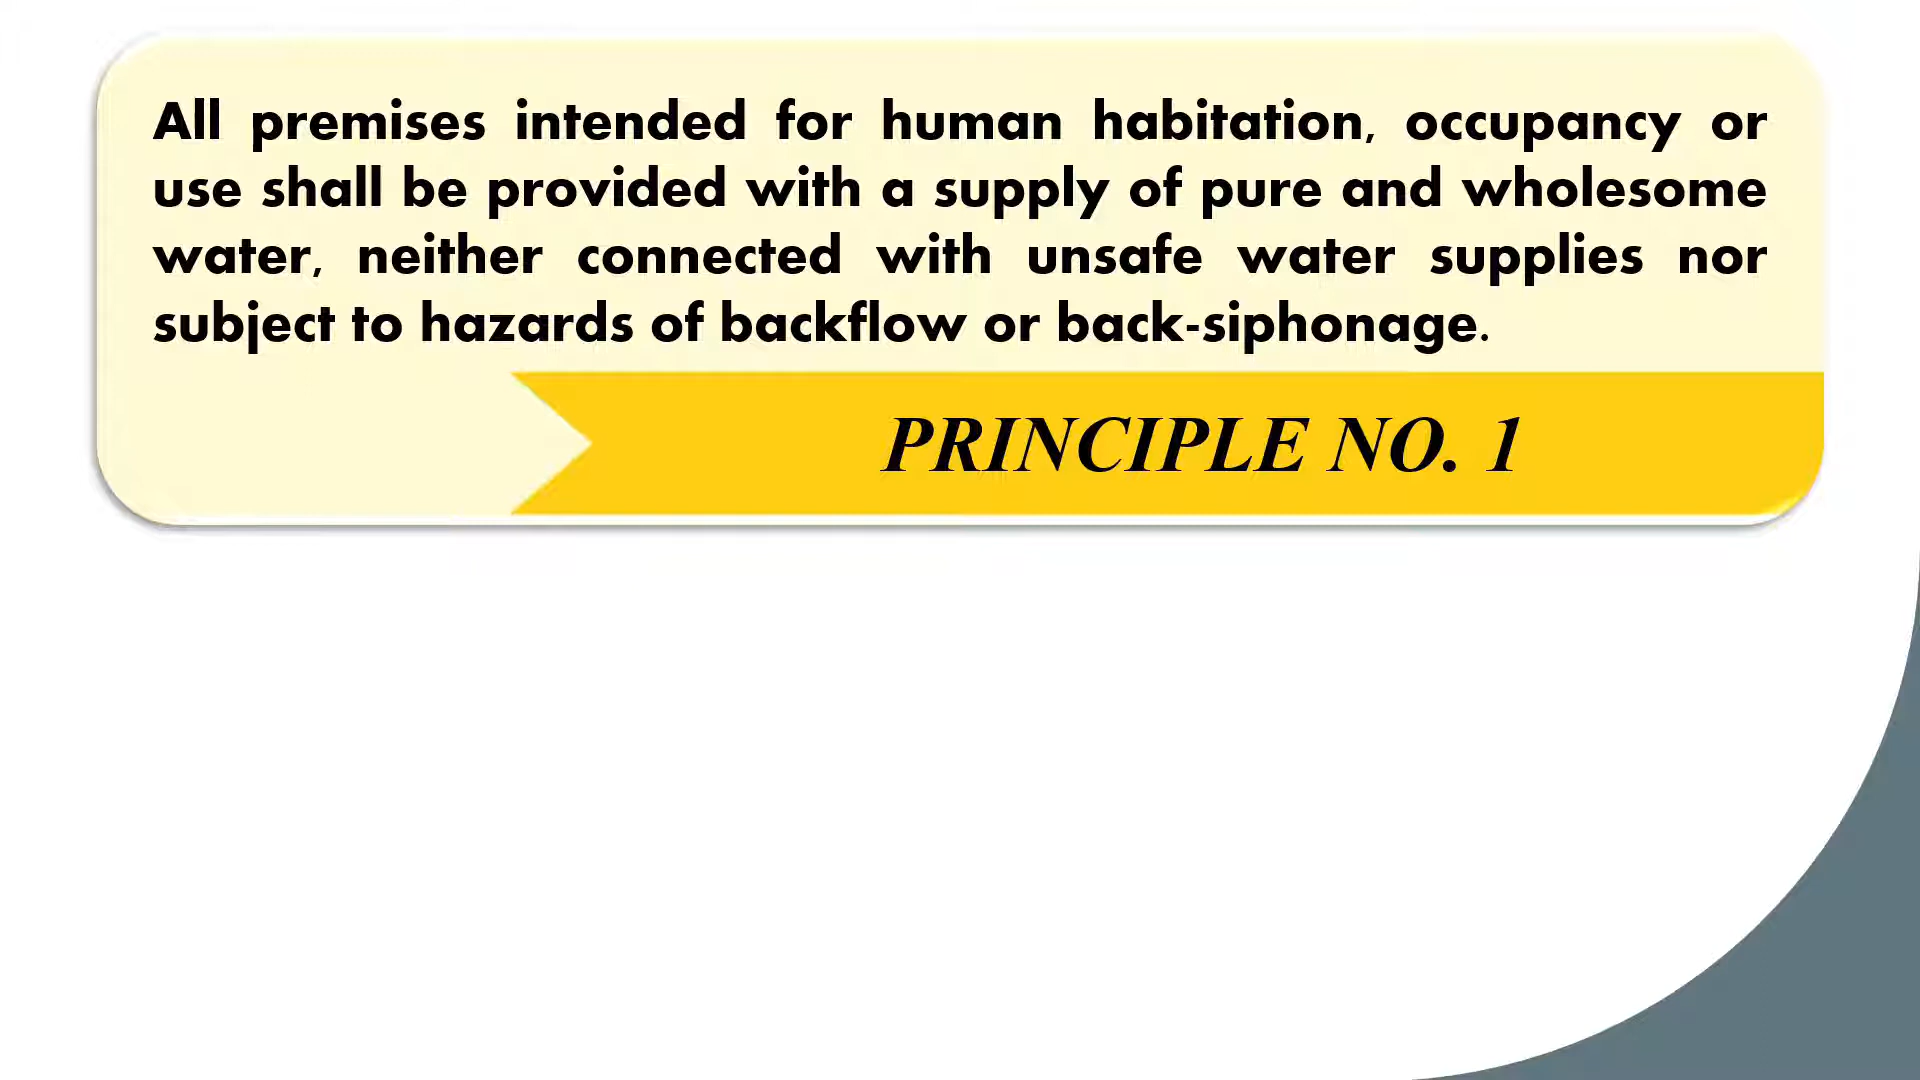 All premises intended for human habitation, occupancy or
use shall be provided with a supply of pure and wholesome
water, neither connected with unsafe water supplies nor
subject to hazards of backflow or back-siphonage.
PRINCIPLE NO. 1